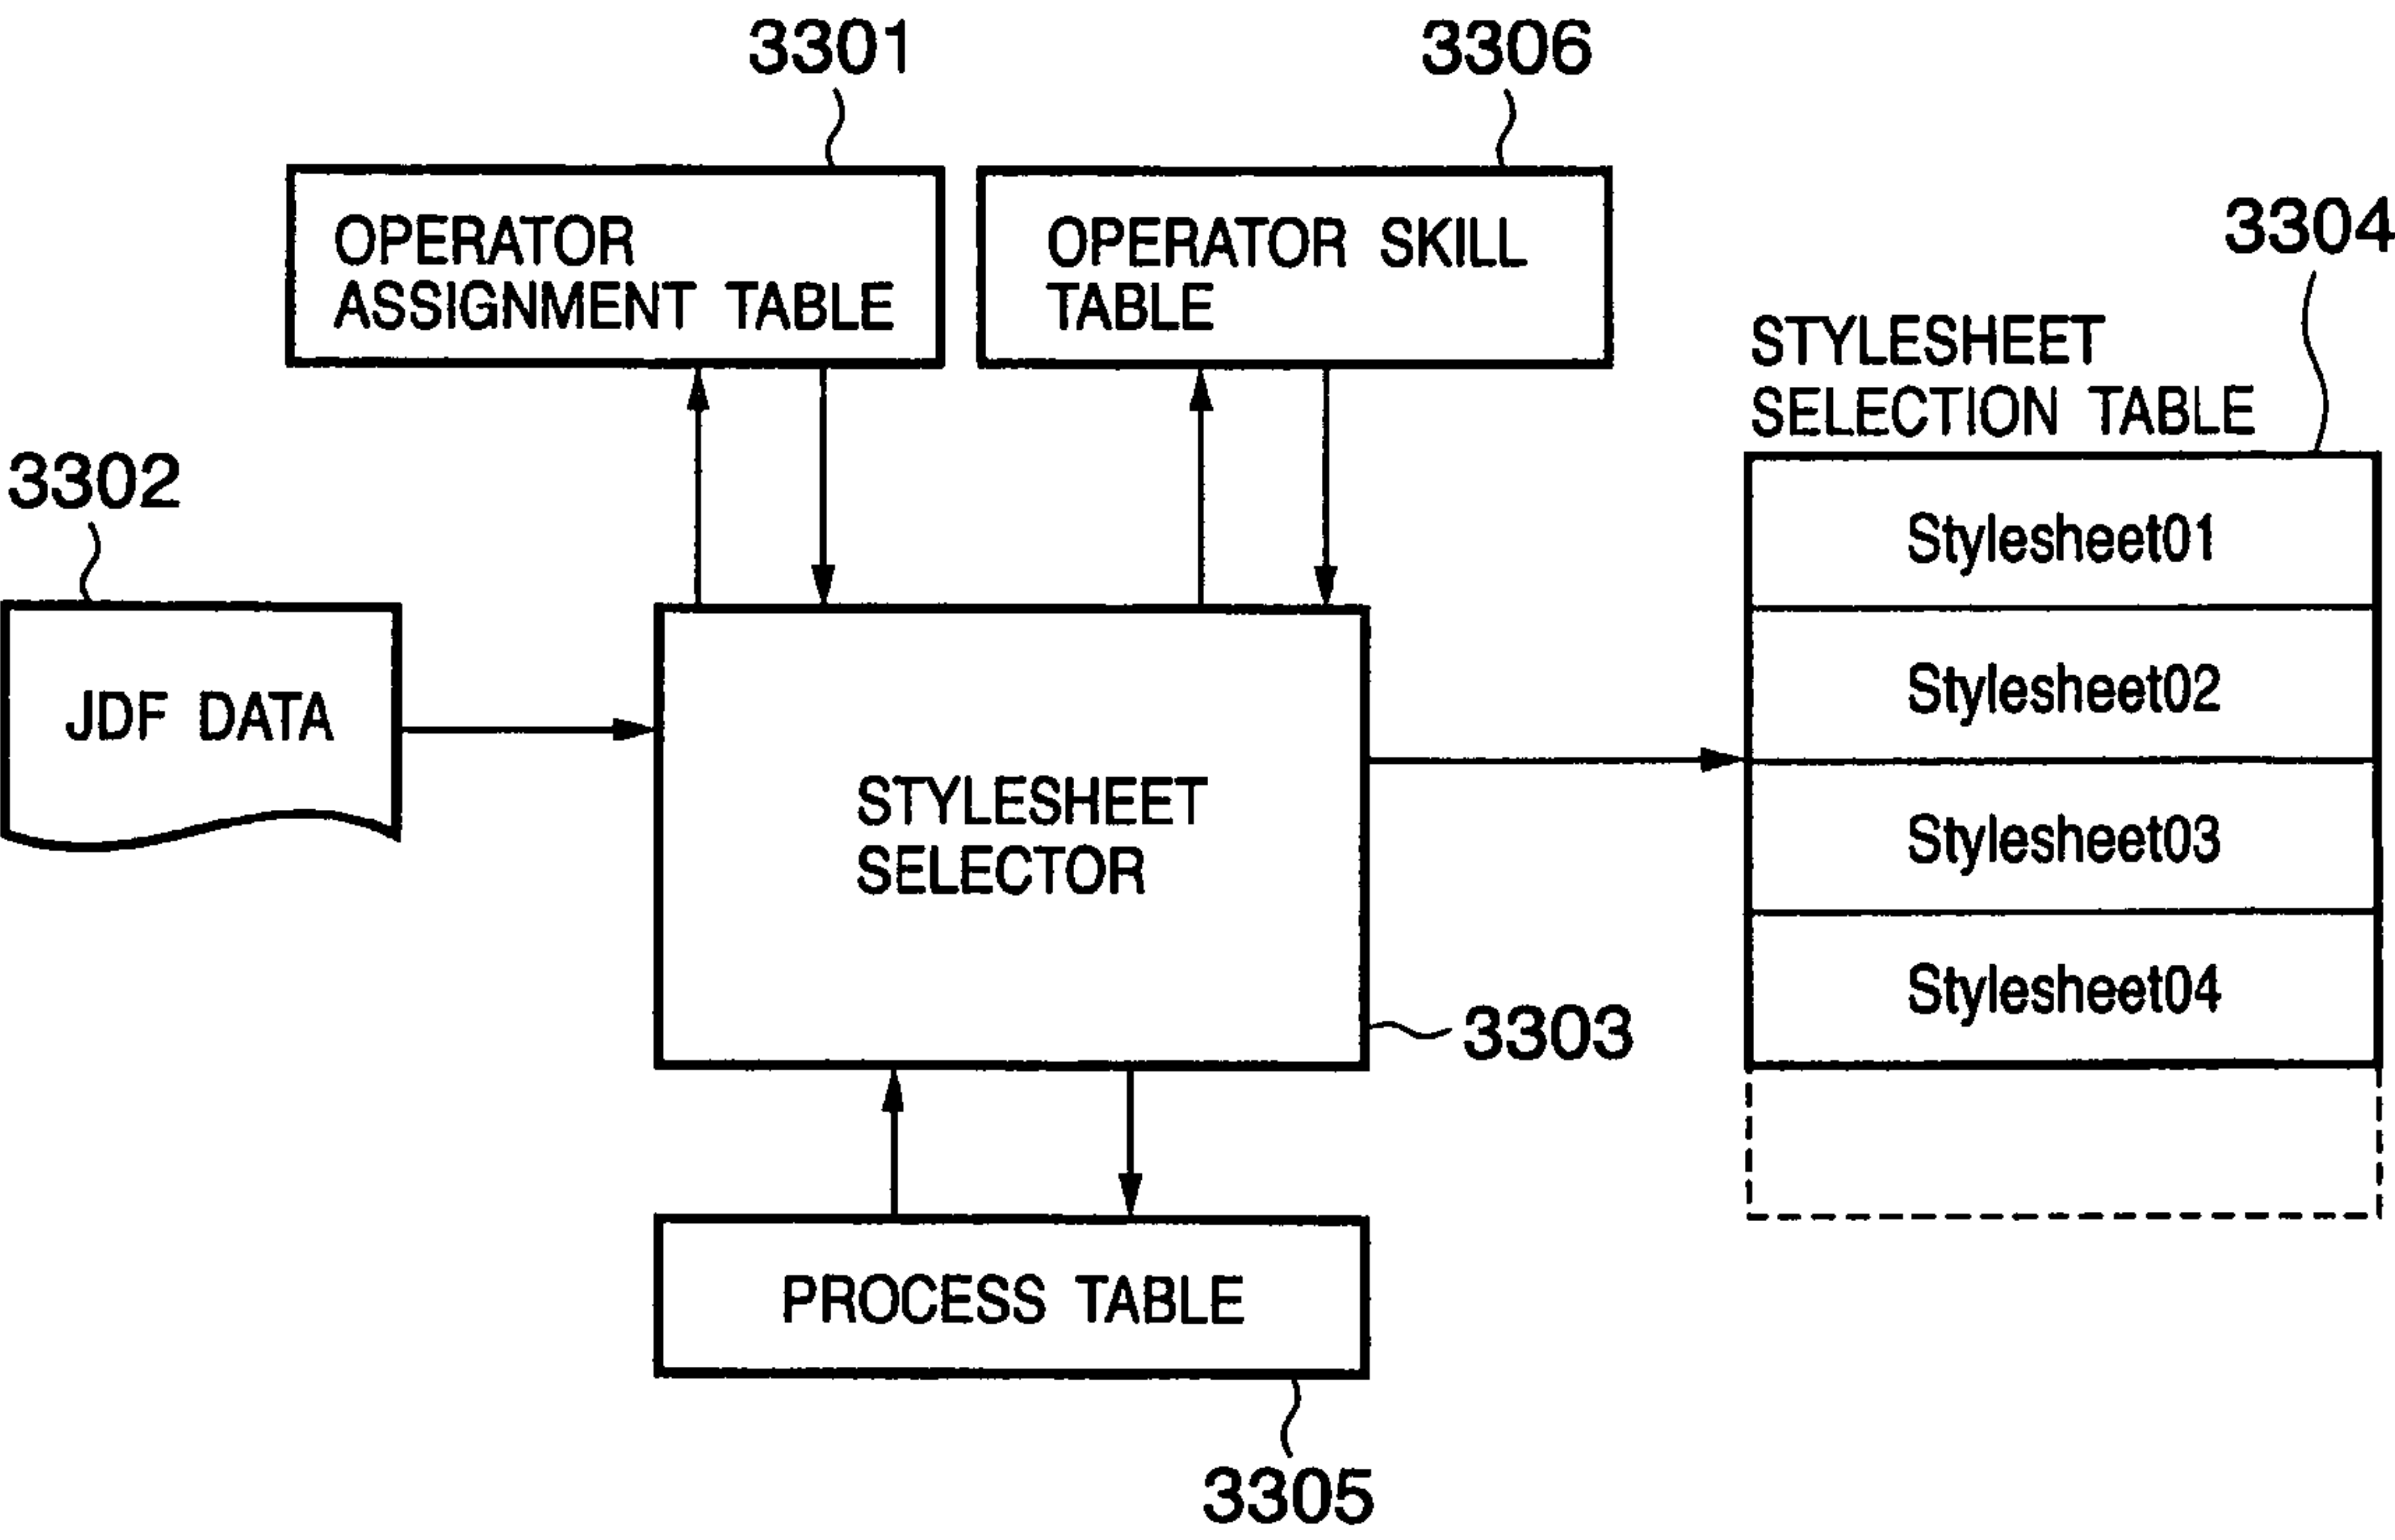 3301
3306
OPERATOR
ASSIGNMENT TABLE
OPERATOR SKILL
TABLE
3304
STYLESHEET
SELECTION TABLE
3302
JDF DATA
STYLESHEET
SELECTOR
3303
Stylesheet01
Stylesheet02
Stylesheet03
Stylesheet04
PROCESS TABLE
3305